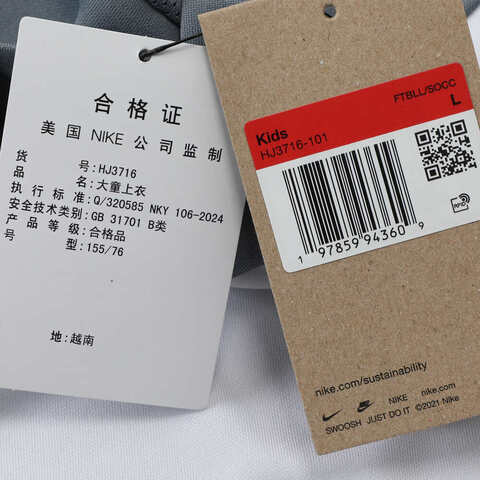 合格证
美国 NIKE 公司监制
货 号: HJ3716
品 名: 大童上衣
执行标准: Q/320585 NKY 106-2024
安全技术类别: GB 31701 B类
产品等级: 合格品
号 型: 155/76
地: 越南
FTBLL/SOCC
L
Kids
HJ3716-101
1 97859 94360 9
RFID
nike.com/sustainability
NIKE nike.com
SWOOSH JUST DO IT ©2021 Nike